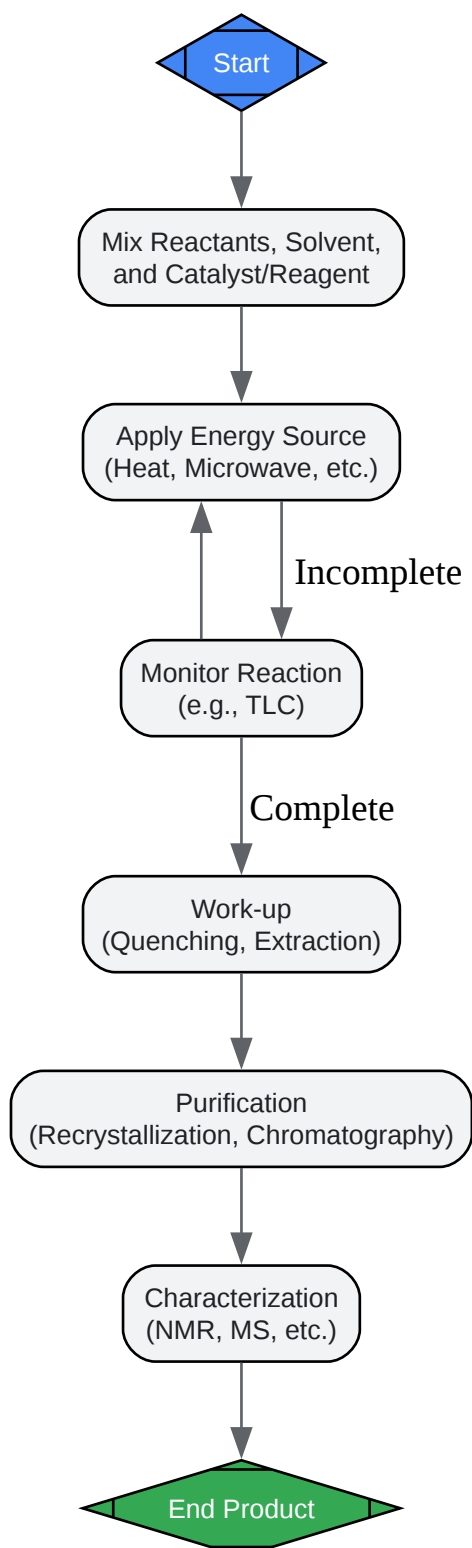 Start
Mix Reactants, Solvent,
and Catalyst/Reagent
Apply Energy Source
(Heat, Microwave, etc.)
Incomplete
Monitor Reaction
(e.g., TLC)
Complete
Work-up
(Quenching, Extraction)
Purification
(Recrystallization, Chromatography)
Characterization
(NMR, MS, etc.)
End Product